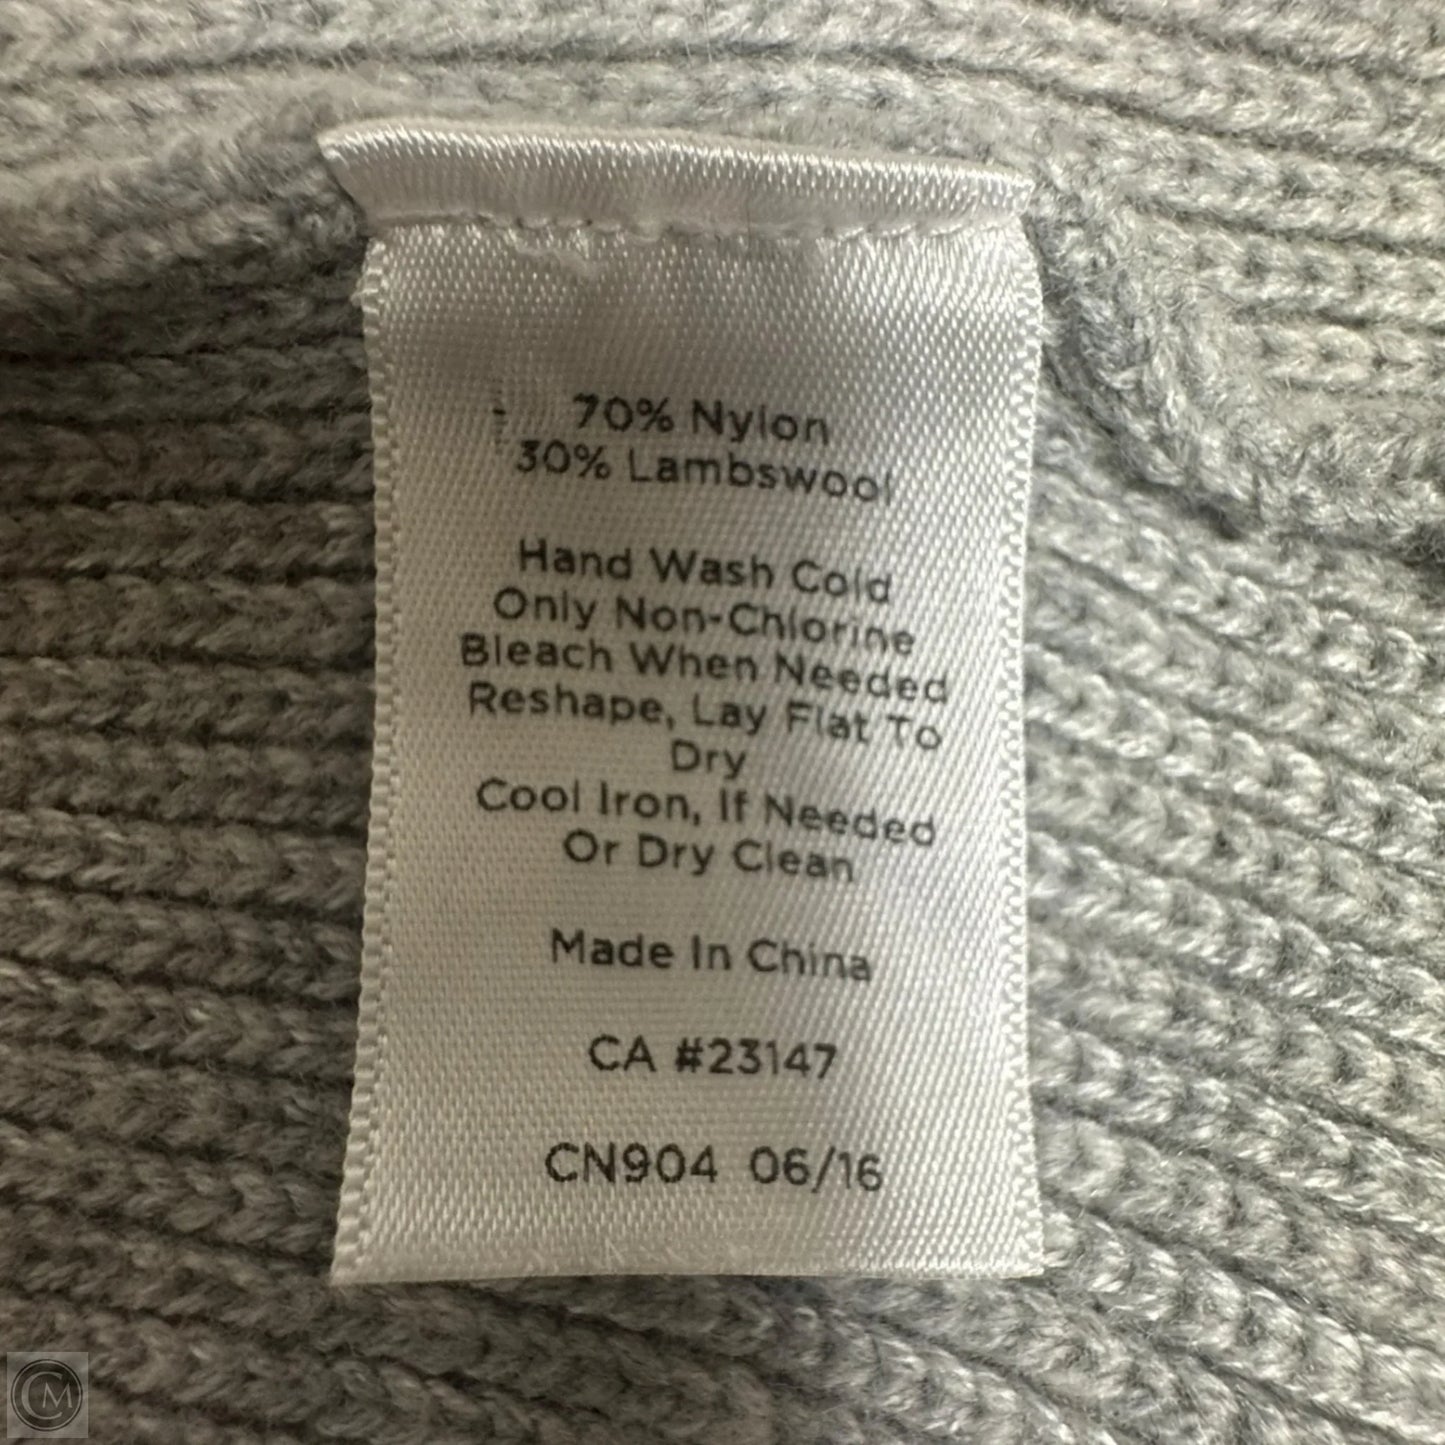 70% Nylon
30% Lambswool
Hand Wash Cold
Only Non-Chlorine
Bleach When Needed
Reshape, Lay Flat To
Dry
Cool Iron, If Needed
Or Dry Clean
Made In China
CA #23147
CN904 06/16
CM